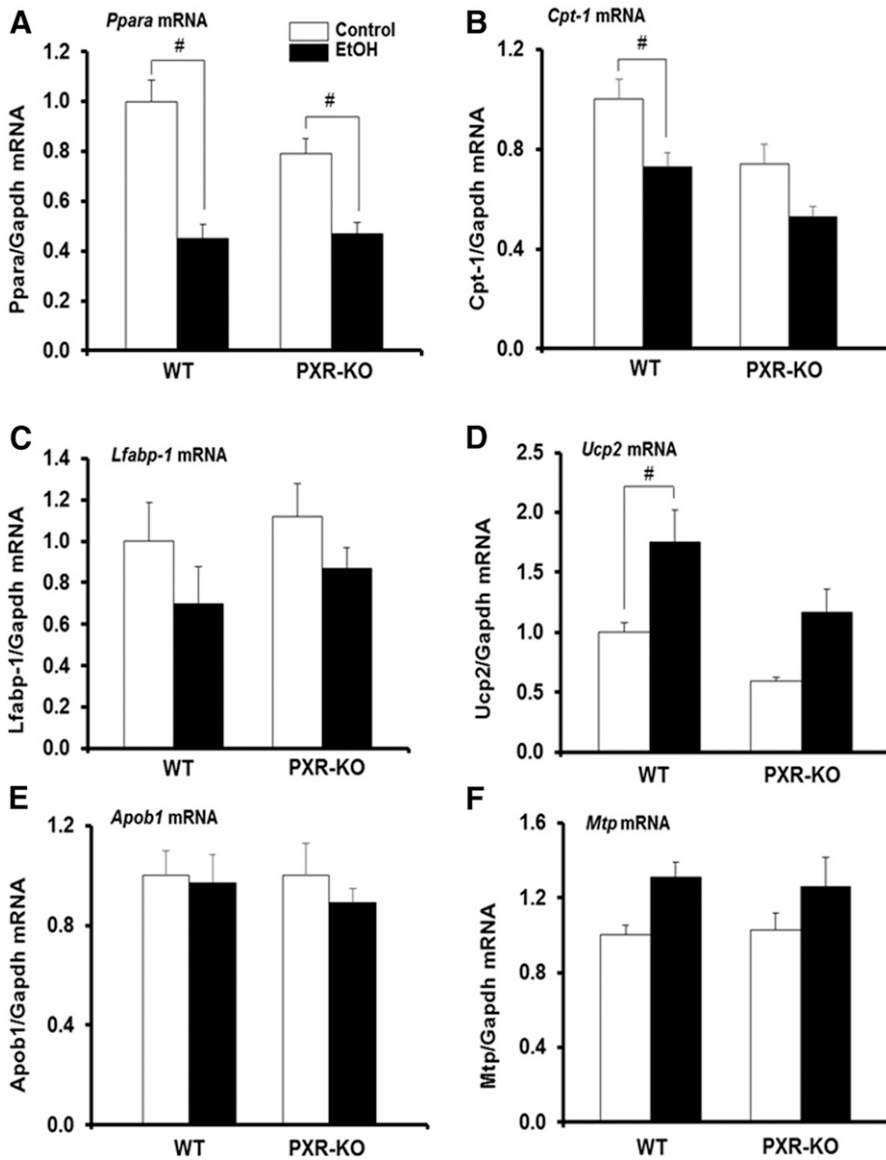 A
Ppara mRNA
Control
EtOH
#
#
1.2
1.0
0.8
0.6
0.4
0.2
0.0
Ppara/Gapdh mRNA
WT
PXR-KO
B
Cpt-1 mRNA
#
1.2
0.8
0.4
0.0
Cpt-1/Gapdh mRNA
WT
PXR-KO
C
Lfabp-1 mRNA
1.4
1.2
1.0
0.8
0.6
0.4
0.2
0.0
Lfabp-1/Gapdh mRNA
WT
PXR-KO
D
Ucp2 mRNA
#
2.5
2.0
1.5
1.0
0.5
0.0
Ucp2/Gapdh mRNA
WT
PXR-KO
E
Apob1 mRNA
1.2
0.8
0.4
0.0
Apob1/Gapdh mRNA
WT
PXR-KO
F
Mtp mRNA
1.6
1.2
0.8
0.4
0.0
Mtp/Gapdh mRNA
WT
PXR-KO